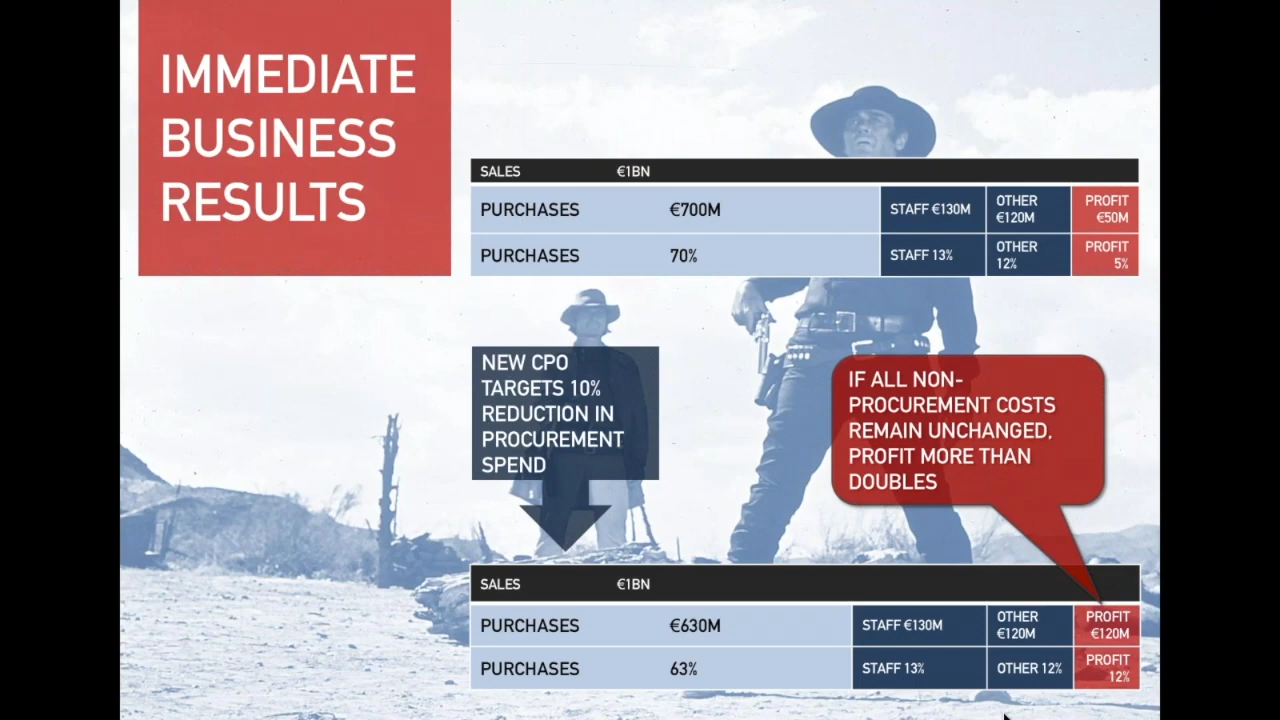 IMMEDIATE
BUSINESS
RESULTS
SALES €1BN
PURCHASES €700M STAFF €130M OTHER €120M PROFIT €50M
PURCHASES 70% STAFF 13% OTHER 12% PROFIT 5%
NEW CPO
TARGETS 10%
REDUCTION IN
PROCUREMENT
SPEND
IF ALL NON-
PROCUREMENT COSTS
REMAIN UNCHANGED,
PROFIT MORE THAN
DOUBLES
SALES €1BN
PURCHASES €630M STAFF €130M OTHER €120M PROFIT €120M
PURCHASES 63% STAFF 13% OTHER 12% PROFIT 12%